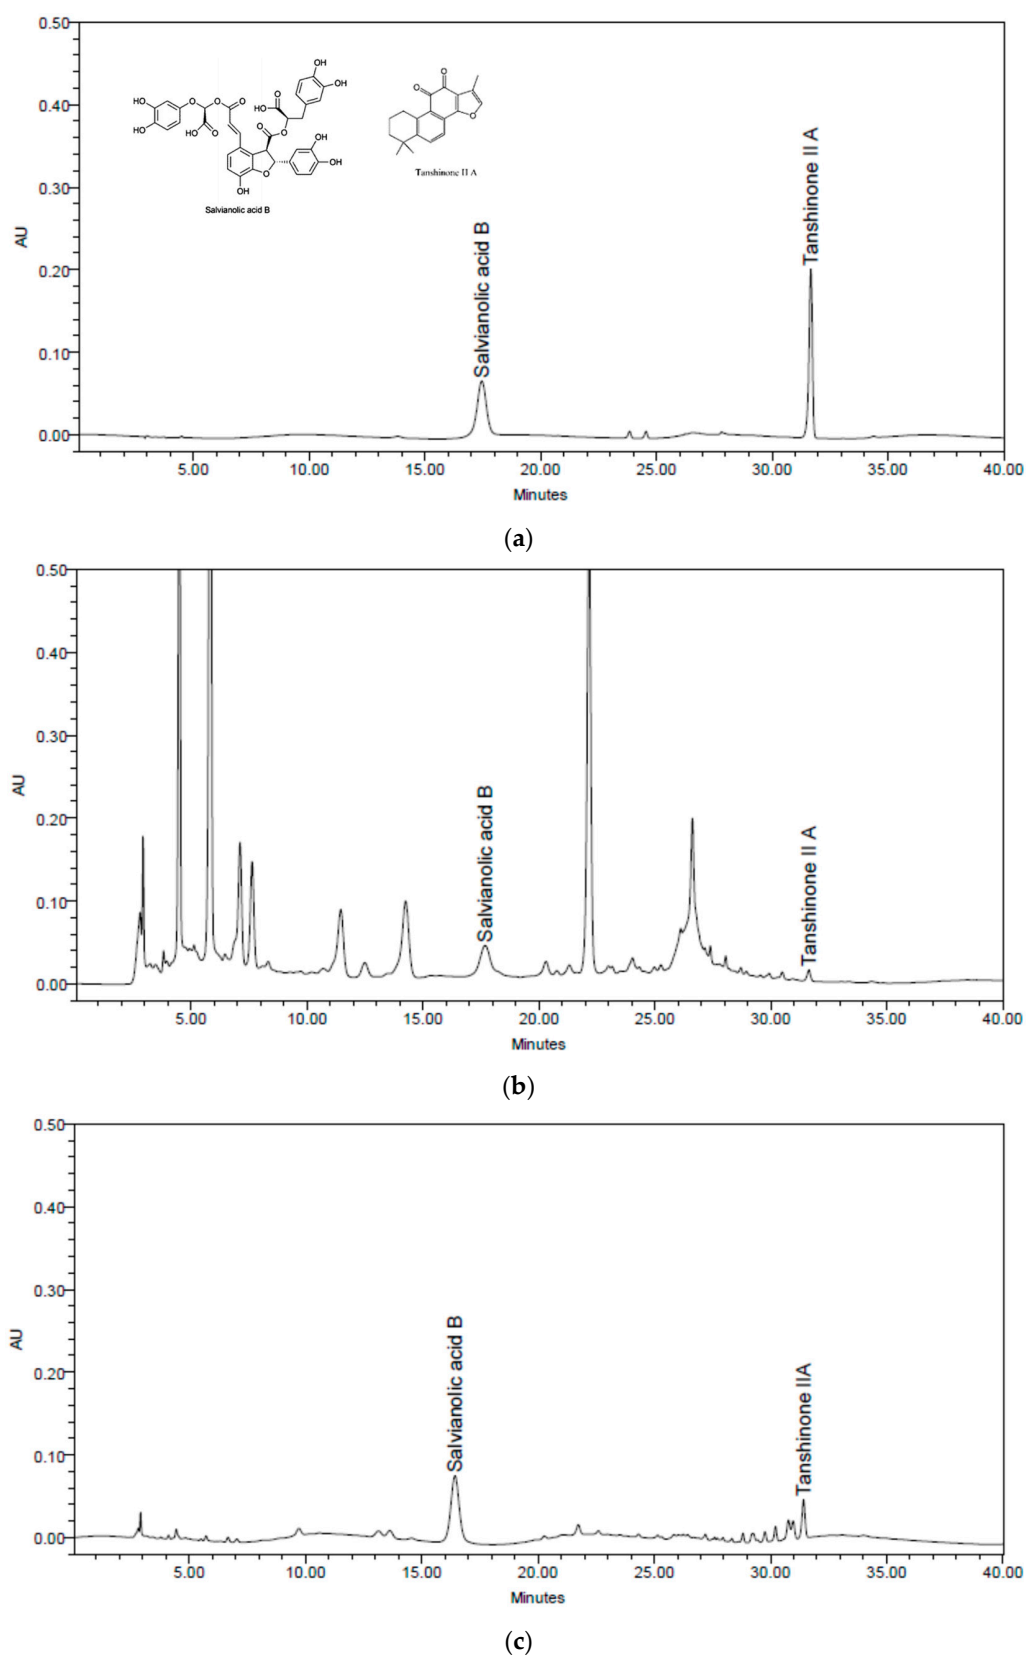 0.50
0.40
0.30
0.20
0.10
0.00
AU
OH
OH
HO
HO
O
O
O
HO
O
O
HO
O
O
O
OH
OH
O
OH
Salvianolic acid B
O
O
O
Tanshinone II A
Salvianolic acid B
Tanshinone II A
5.00 10.00 15.00 20.00 25.00 30.00 35.00 40.00
Minutes
(a)
0.50
0.40
0.30
0.20
0.10
0.00
AU
Salvianolic acid B
Tanshinone II A
5.00 10.00 15.00 20.00 25.00 30.00 35.00 40.00
Minutes
(b)
0.50
0.40
0.30
0.20
0.10
0.00
AU
Salvianolic acid B
Tanshinone IIA
5.00 10.00 15.00 20.00 25.00 30.00 35.00 40.00
Minutes
(c)